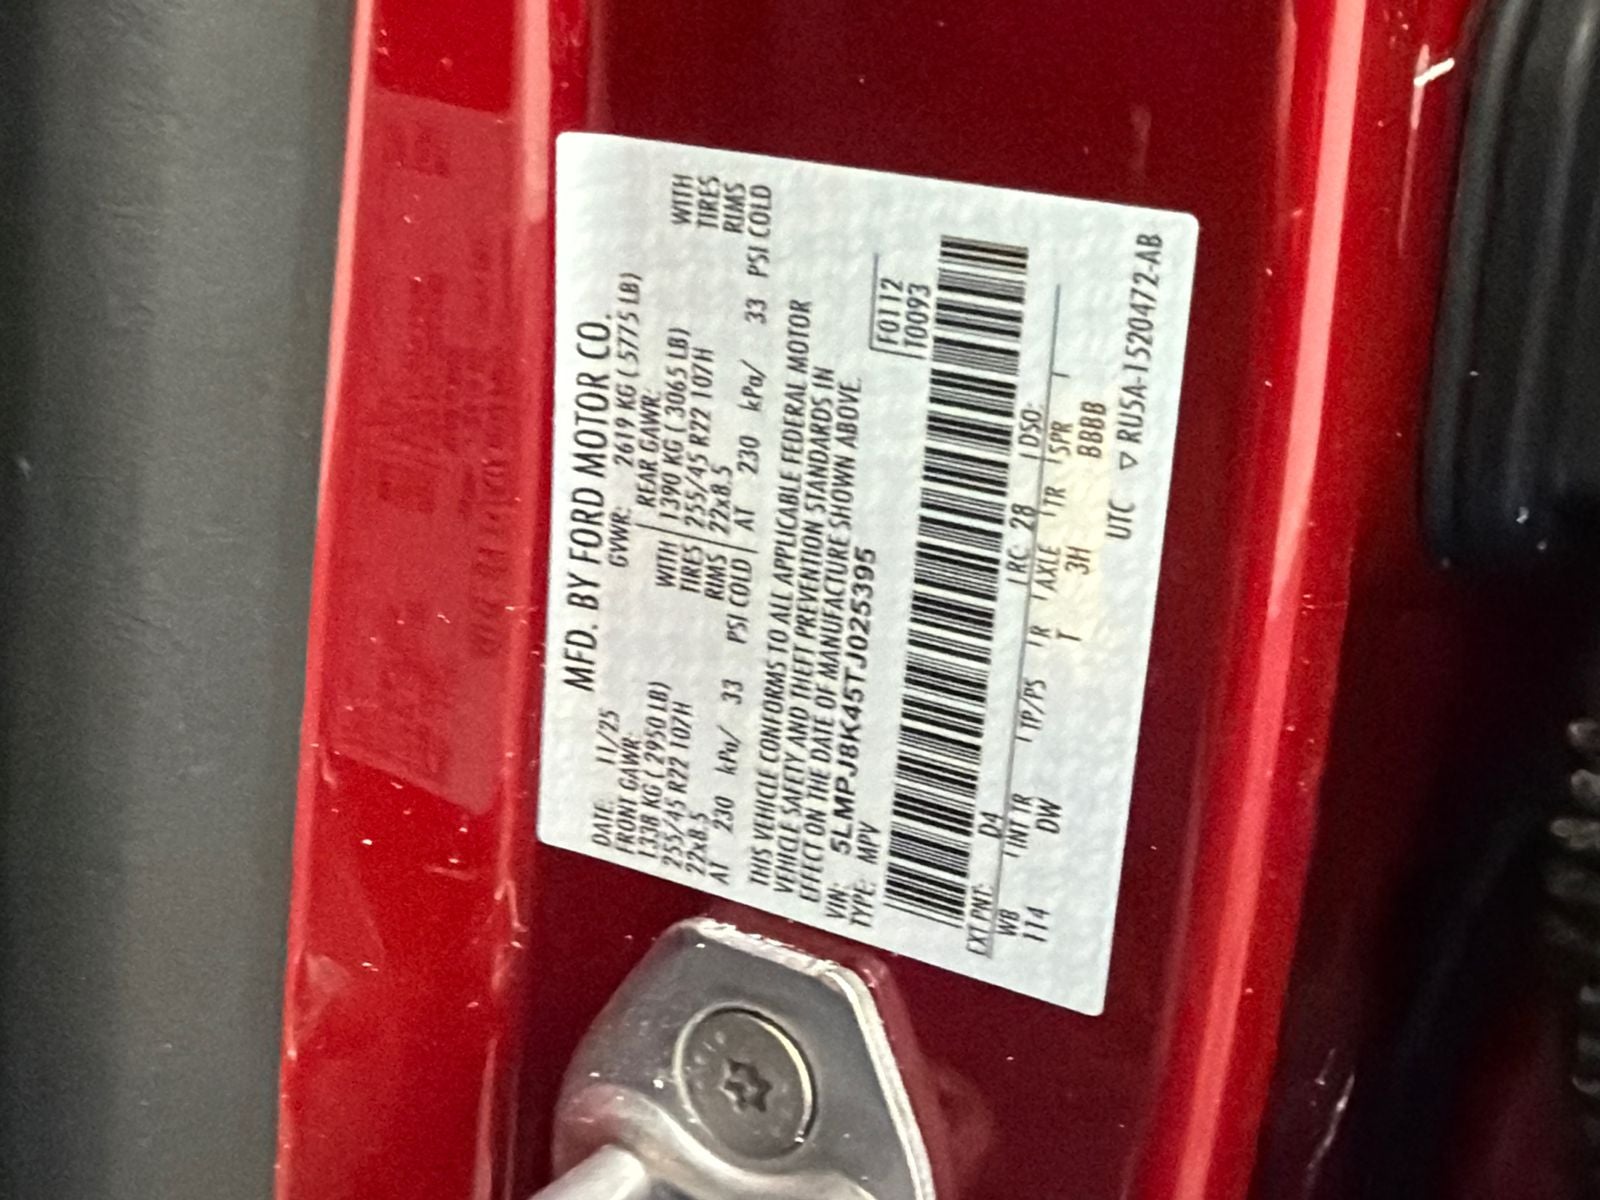 MFD. BY FORD MOTOR CO.
DATE: 11/25 GVWR: 2619 KG ( 5775 LB)
FRONT GAWR: REAR GAWR:
1338 KG ( 2950 LB) WITH 1390 KG ( 3065 LB) WITH
255/45 R22 107H TIRES 255/45 R22 107H TIRES
22x8.5 RIMS 22x8.5 RIMS
AT 230 kPa/ 33 PSI COLD AT 230 kPa/ 33 PSI COLD
THIS VEHICLE CONFORMS TO ALL APPLICABLE FEDERAL MOTOR
VEHICLE SAFETY AND THEFT PREVENTION STANDARDS IN
EFFECT ON THE DATE OF MANUFACTURE SHOWN ABOVE.
VIN: 5LMPJ8K45TJ025395
TYPE: MPV
F0112
T0093
EXT PNT: D4 RC: 28 DSO:
WB INT TR TP/PS R AXLE TR SPR
114 DW T 3H BBBB
UTC ▽ RU5A-1520472-AB